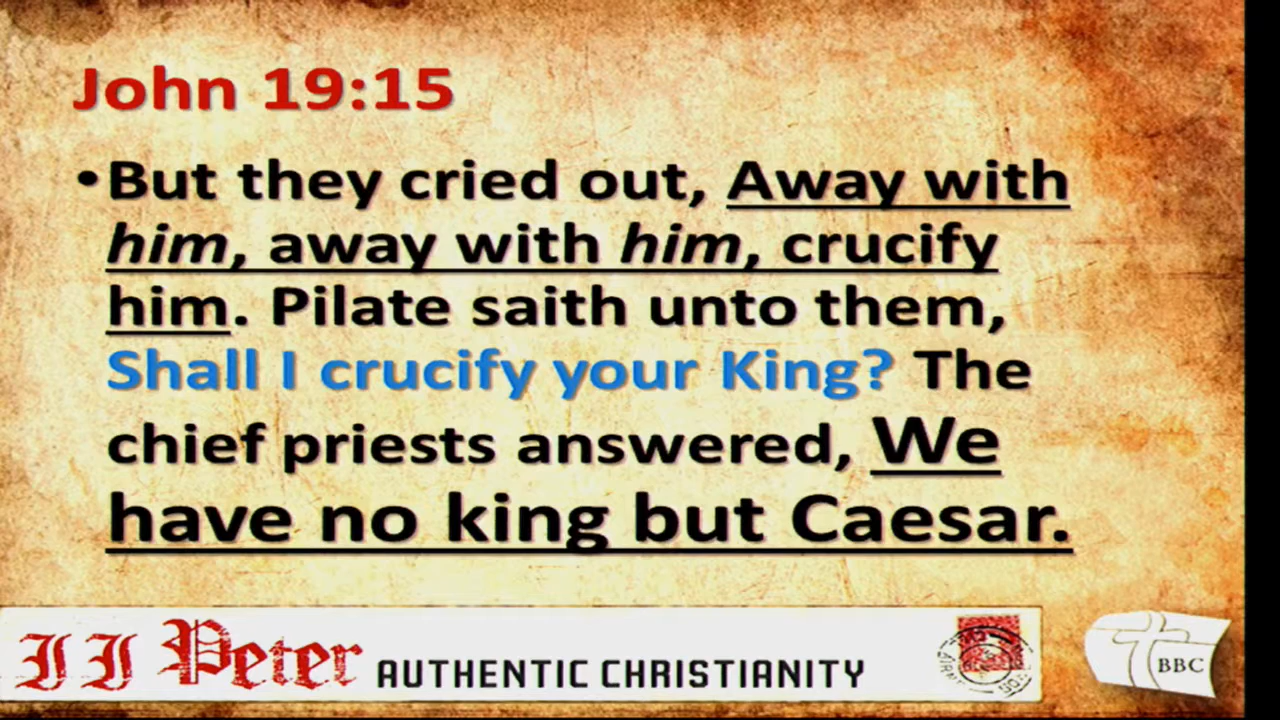 John 19:15
•But they cried out, Away with
him, away with him, crucify
him. Pilate saith unto them,
Shall I crucify your King? The
chief priests answered, We
have no king but Caesar.
II Peter AUTHENTIC CHRISTIANITY
BBC